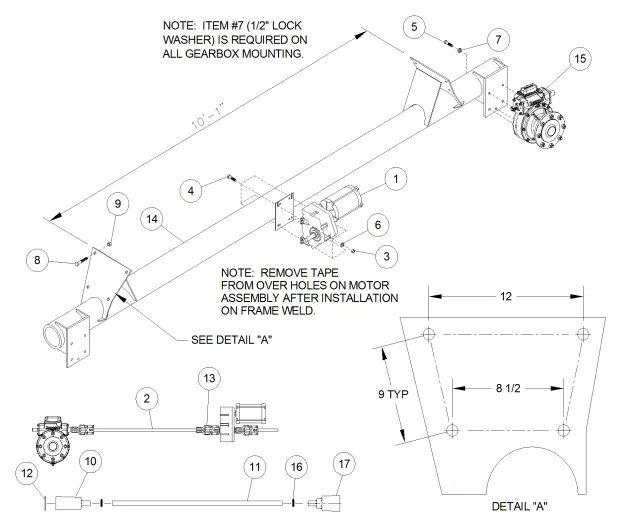 NOTE: ITEM #7 (1/2" LOCK
WASHER) IS REQUIRED ON
ALL GEARBOX MOUNTING.
5
7
15
10'-1"
4
1
9
14
6
8
3
NOTE: REMOVE TAPE
FROM OVER HOLES ON MOTOR
ASSEMBLY AFTER INSTALLATION
ON FRAME WELD.
SEE DETAIL "A"
12
9 TYP
8 1/2
DETAIL "A"
2
13
12
10
11
16
17